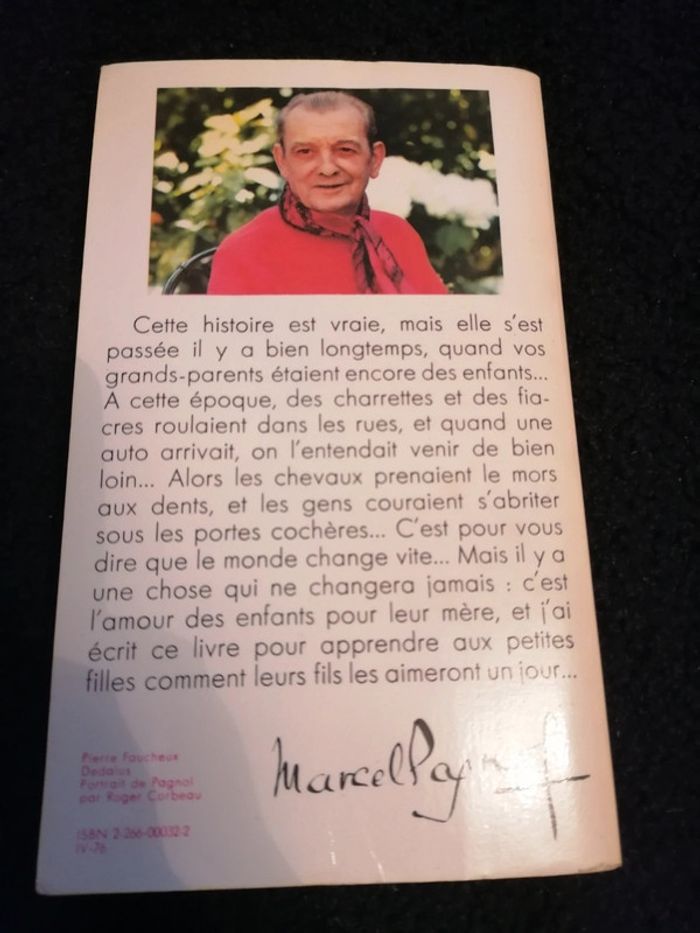 Cette histoire est vraie, mais elle s'est
passée il y a bien longtemps, quand vos
grands-parents étaient encore des enfants...
A cette époque, des charrettes et des fia-
cres roulaient dans les rues, et quand une
auto arrivait, on l'entendait venir de bien
loin... Alors les chevaux prenaient le mors
aux dents, et les gens couraient s'abriter
sous les portes cochères... C'est pour vous
dire que le monde change vite... Mais il y a
une chose qui ne changera jamais : c'est
l'amour des enfants pour leur mère, et j'ai
écrit ce livre pour apprendre aux petites
filles comment leurs fils les aimeront un jour...
Marcel Pagnol
Pierre Faucheux
Dedalus
Portrait de Pagnol
par Roger Corbeau
ISBN 2-266-00032-2
IV-76